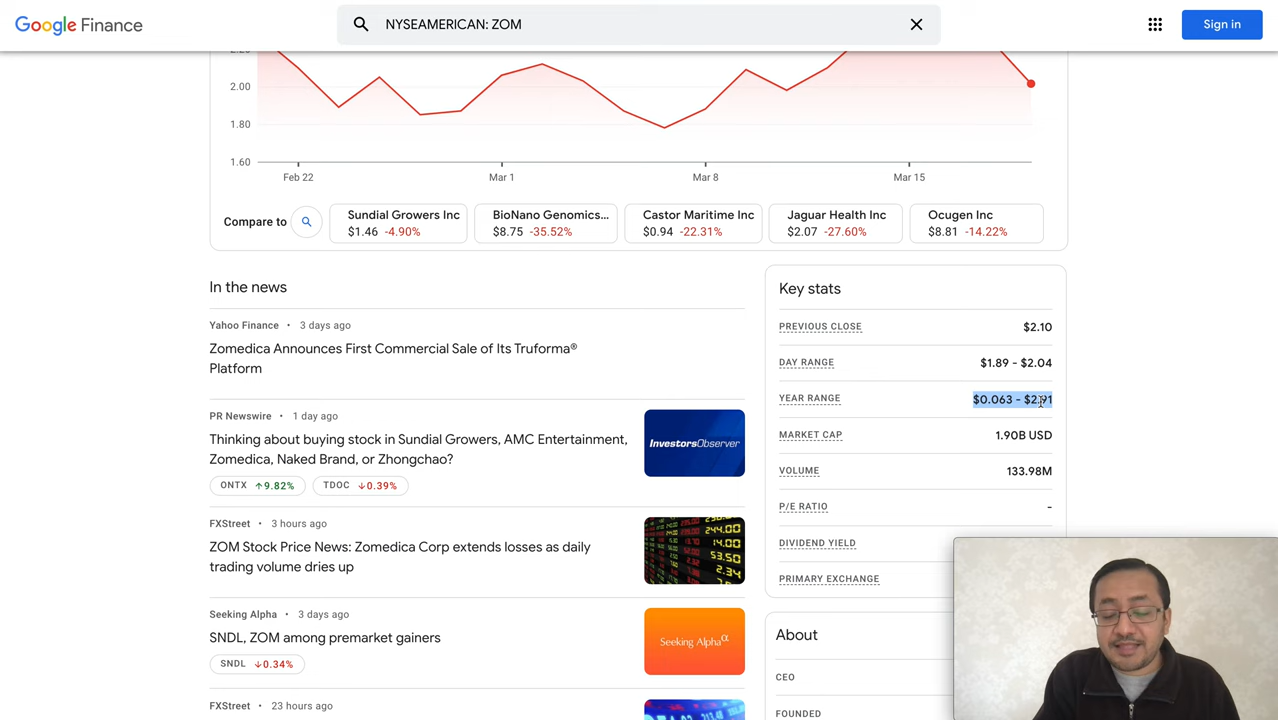 Google Finance
NYSEAMERICAN: ZOM
Sign in
2.00
1.80
1.60
Feb 22
Mar 1
Mar 8
Mar 15
Compare to
Sundial Growers Inc
$1.46 -4.90%
BioNano Genomics...
$8.75 -35.52%
Castor Maritime Inc
$0.94 -22.31%
Jaguar Health Inc
$2.07 -27.60%
Ocugen Inc
$8.81 -14.22%
In the news
Yahoo Finance • 3 days ago
Zomedica Announces First Commercial Sale of Its Truforma®
Platform
PR Newswire • 1 day ago
Thinking about buying stock in Sundial Growers, AMC Entertainment,
Zomedica, Naked Brand, or Zhongchao?
InvestorsObserver
ONTX ↑9.82% TDOC ↓0.39%
FXStreet • 3 hours ago
ZOM Stock Price News: Zomedica Corp extends losses as daily
trading volume dries up
Seeking Alpha • 3 days ago
SNDL, ZOM among premarket gainers
Seeking Alpha α
SNDL ↓0.34%
FXStreet • 23 hours ago
Key stats
PREVIOUS CLOSE $2.10
DAY RANGE $1.89 - $2.04
YEAR RANGE $0.063 - $2.91
MARKET CAP 1.90B USD
VOLUME 133.98M
P/E RATIO -
DIVIDEND YIELD
PRIMARY EXCHANGE
About
CEO
FOUNDED